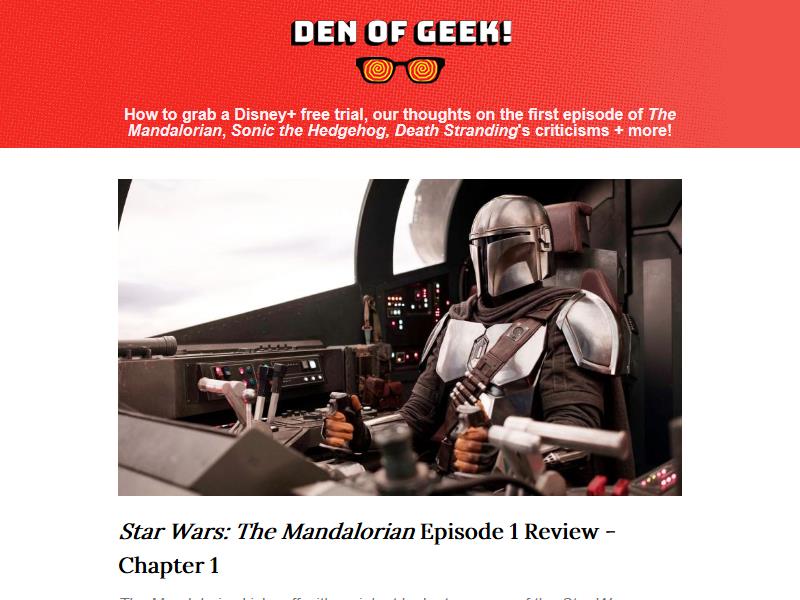 DEN OF GEEK!
How to grab a Disney+ free trial, our thoughts on the first episode of The
Mandalorian, Sonic the Hedgehog, Death Stranding's criticisms + more!
Star Wars: The Mandalorian Episode 1 Review –
Chapter 1